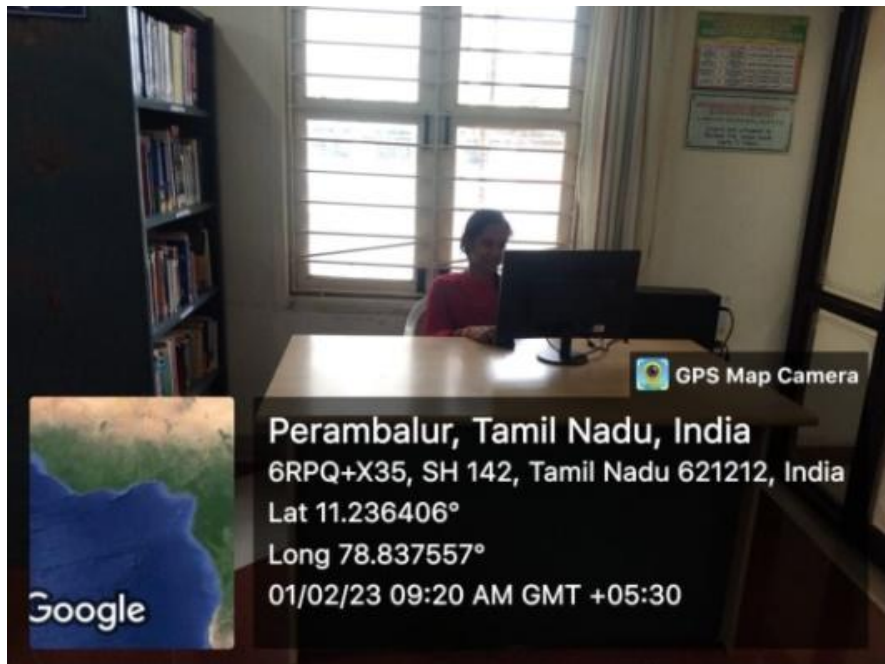 GPS Map Camera
Perambalur, Tamil Nadu, India
6RPQ+X35, SH 142, Tamil Nadu 621212, India
Lat 11.236406°
Long 78.837557°
01/02/23 09:20 AM GMT +05:30
Google